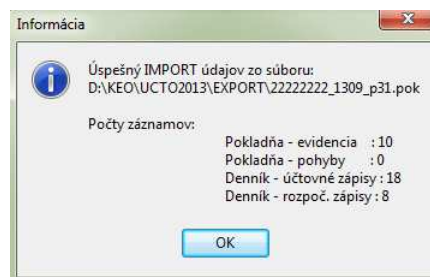 Informácia
x
Úspešný IMPORT údajov zo súboru:
D:\KEO\UCTO2013\EXPORT\22222222_1309_p31.pok
Počty záznamov:
Pokladňa - evidencia : 10
Pokladňa - pohyby : 0
Denník - účtovné zápisy : 18
Denník - rozpoč. zápisy : 8
OK